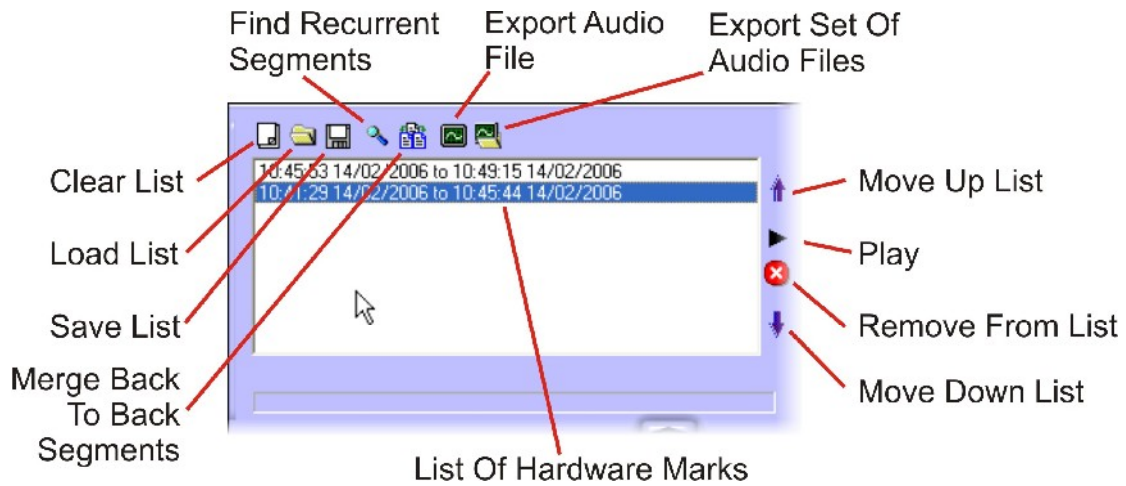 Find Recurrent
Segments
Export Audio
File
Export Set Of
Audio Files
Clear List
Load List
Save List
Merge Back
To Back
Segments
10:45:53 14/02/2006 to 10:49:15 14/02/2006
10:41:29 14/02/2006 to 10:45:44 14/02/2006
Move Up List
Play
Remove From List
Move Down List
List Of Hardware Marks